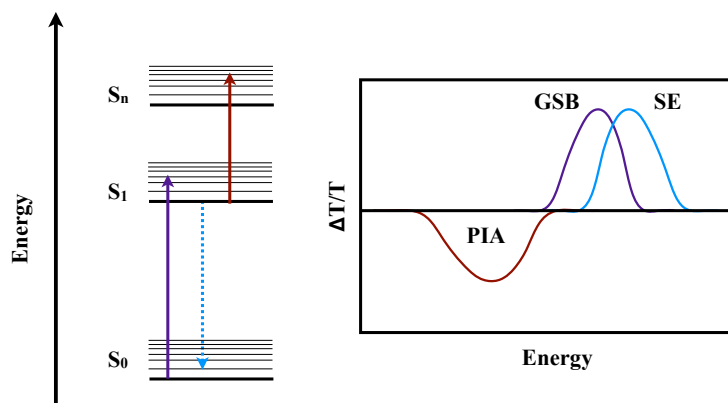 Energy
Sn
S1
S0
ΔT/T
GSB
SE
PIA
Energy